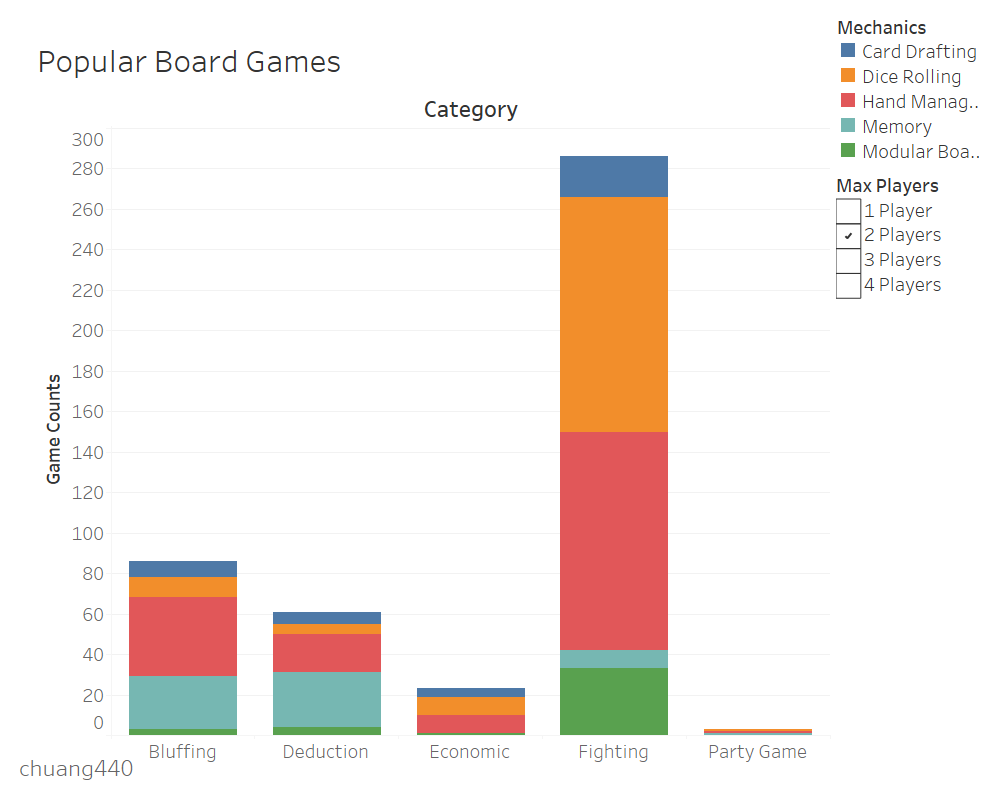 Popular Board Games
Category
Game Counts
300
280
260
240
220
200
180
160
140
120
100
80
60
40
20
0
Bluffing Deduction Economic Fighting Party Game
Mechanics
Card Drafting
Dice Rolling
Hand Manag..
Memory
Modular Boa..
Max Players
1 Player
2 Players
3 Players
4 Players
chuang440